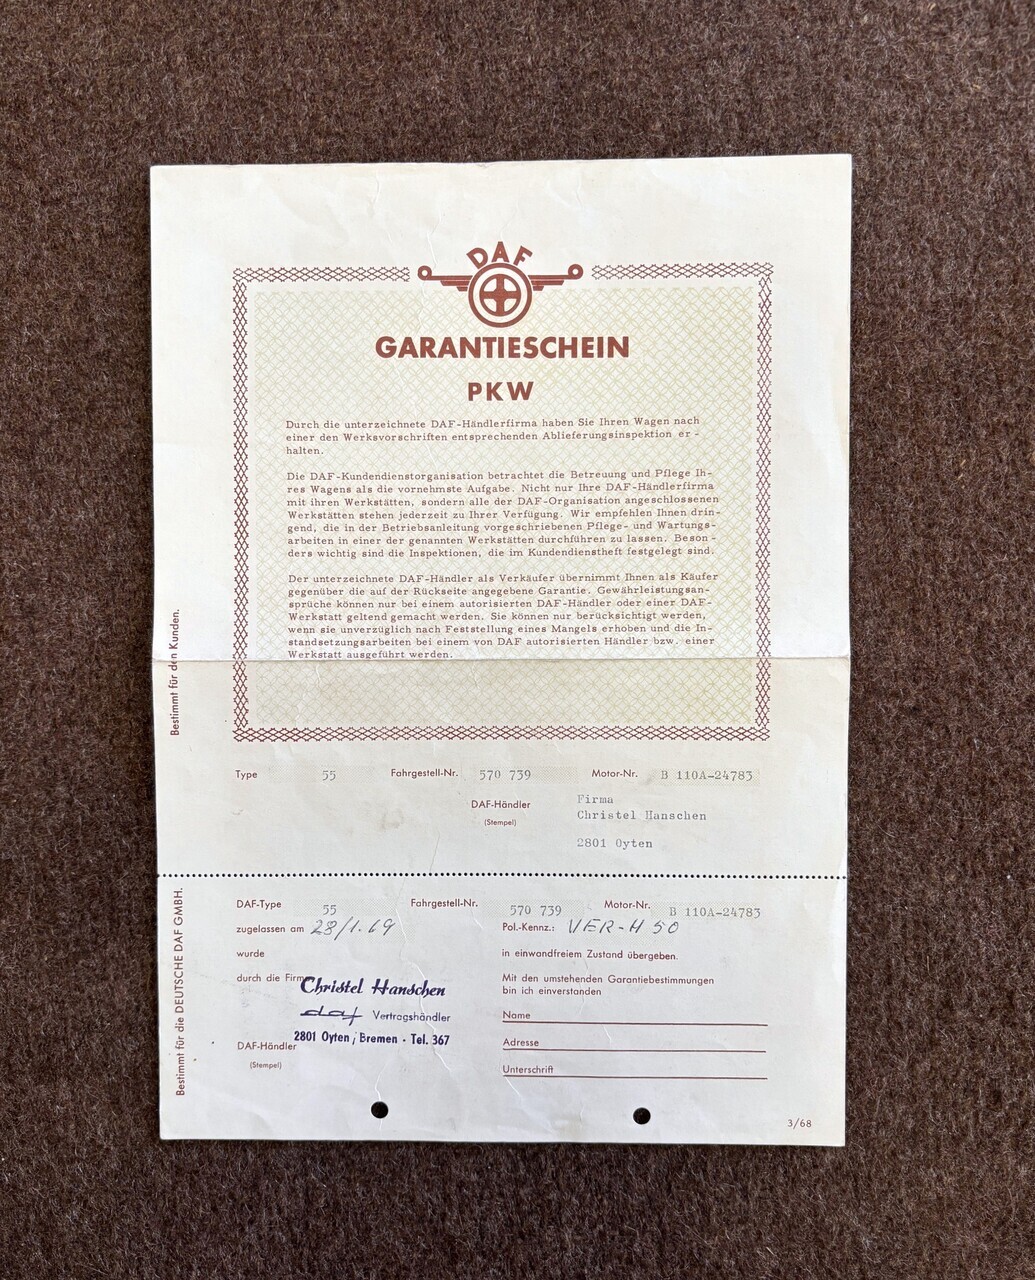 DAF
GARANTIESCHEIN
PKW
Durch die unterzeichnete DAF-Händlerfirma haben Sie Ihren Wagen nach
einer den Werksvorschriften entsprechenden Ablieferungsinspektion er-
halten.
Die DAF-Kundendienstorganisation betrachtet die Betreuung und Pflege Ih-
res Wagens als die vornehmste Aufgabe. Nicht nur Ihre DAF-Händlerfirma
mit ihren Werkstätten, sondern alle der DAF-Organisation angeschlossenen
Werkstätten stehen jederzeit zu Ihrer Verfügung. Wir empfehlen Ihnen drin-
gend, die in der Betriebsanleitung vorgeschriebenen Pflege- und Wartungs-
arbeiten in einer der genannten Werkstätten durchführen zu lassen. Beson-
ders wichtig sind die Inspektionen, die im Kundendienstheft festgelegt sind.
Der unterzeichnete DAF-Händler als Verkäufer übernimmt Ihnen als Käufer
gegenüber die auf der Rückseite angegebene Garantie. Gewährleistungsan-
sprüche können nur bei einem autorisierten DAF-Händler oder einer DAF-
Werkstatt geltend gemacht werden. Sie können nur berücksichtigt werden,
wenn sie unverzüglich nach Feststellung eines Mangels erhoben und die In-
standsetzungsarbeiten bei einem von DAF autorisierten Händler bzw. einer
Werkstatt ausgeführt werden.
Bestimmt für den Kunden.
Type 55 Fahrgestell-Nr. 570 739 Motor-Nr. B 110A-24783
DAF-Händler
(Stempel)
Firma
Christel Hanschen
2801 Oyten
Bestimmt für die DEUTSCHE DAF GMBH.
DAF-Type 55 Fahrgestell-Nr. 570 739 Motor-Nr. B 110A-24783
zugelassen am 28/1.69 Pol.-Kennz.: VER-H 50
wurde in einwandfreiem Zustand übergeben.
durch die Firma
Christel Hanschen
daf Vertragshändler
2801 Oyten / Bremen - Tel. 367
DAF-Händler
(Stempel)
Mit den umstehenden Garantiebestimmungen
bin ich einverstanden
Name
Adresse
Unterschrift
3/68